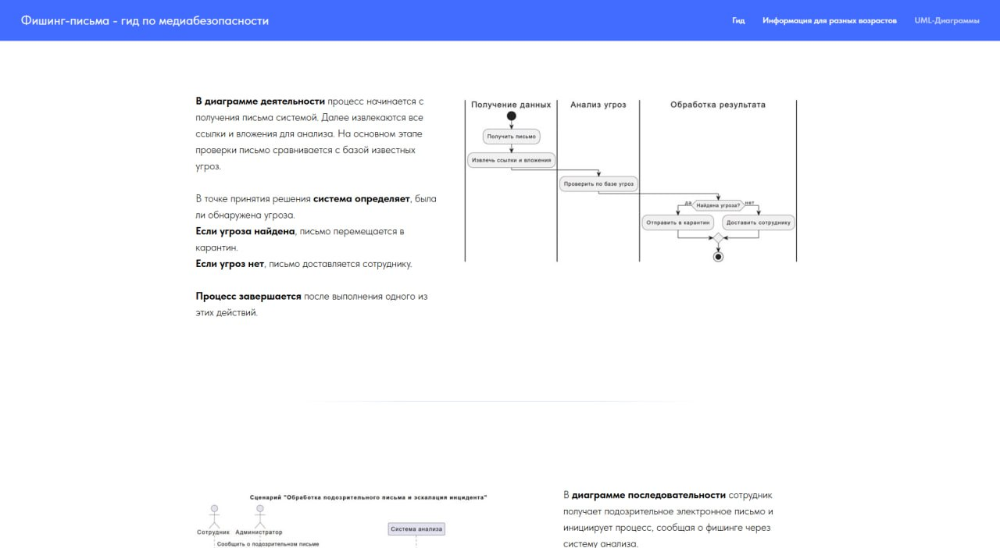 Фишинг-письма - гид по медиабезопасности
Гид
Информация для разных возрастов
UML-Диаграммы
В диаграмме деятельности процесс начинается с
получения письма системой. Далее извлекаются все
ссылки и вложения для анализа. На основном этапе
проверки письмо сравнивается с базой известных
угроз.
В точке принятия решения система определяет, была
ли обнаружена угроза.
Если угроза найдена, письмо перемещается в
карантин.
Если угроз нет, письмо доставляется сотруднику.
Процесс завершается после выполнения одного из
этих действий.
Получение данных
Анализ угроз
Обработка результата
Получить письмо
Извлечь ссылки и вложения
Проверить по базе угроз
да
Найдена угроза?
нет
Отправить в карантин
Доставить сотруднику
Сценарий "Обработка подозрительного письма и эскалация инцидента"
Сотрудник
Администратор
Система анализа
Сообщить о подозрительном письме
В диаграмме последовательности сотрудник
получает подозрительное электронное письмо и
инициирует процесс, сообщая о фишинге через
систему анализа.